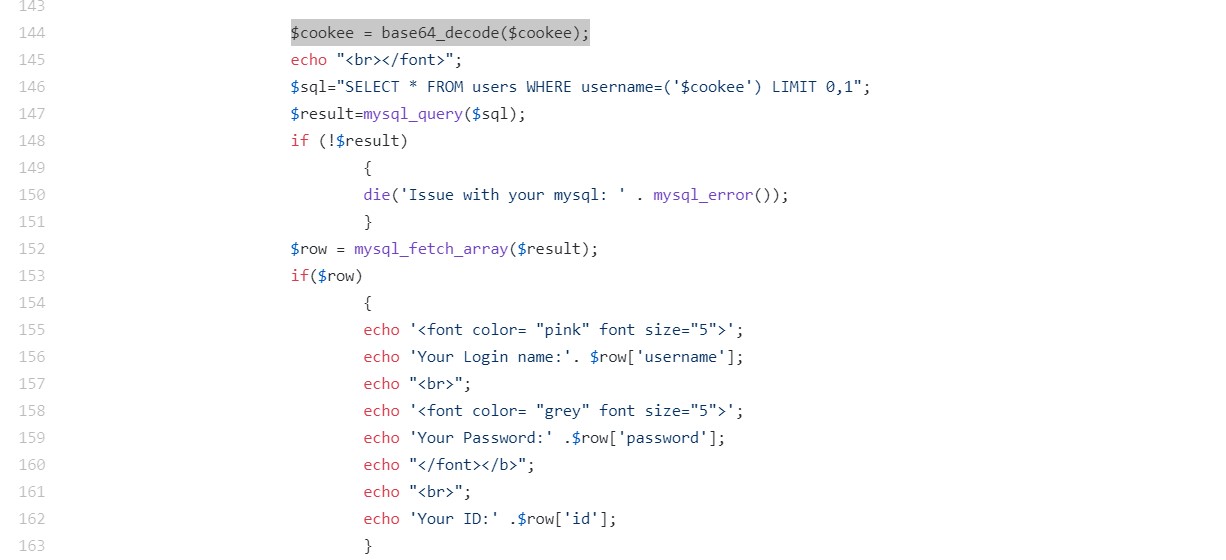 143
144 $cookee = base64_decode($cookee);
145 echo "<br></font>";
146 $sql="SELECT * FROM users WHERE username=('$cookee') LIMIT 0,1";
147 $result=mysql_query($sql);
148 if (!$result)
149 {
150 die('Issue with your mysql: ' . mysql_error());
151 }
152 $row = mysql_fetch_array($result);
153 if($row)
154 {
155 echo '<font color= "pink" font size="5">';
156 echo 'Your Login name:'. $row['username'];
157 echo "<br>";
158 echo '<font color= "grey" font size="5">';
159 echo 'Your Password:' .$row['password'];
160 echo "</font></b>";
161 echo "<br>";
162 echo 'Your ID:' .$row['id'];
163 }